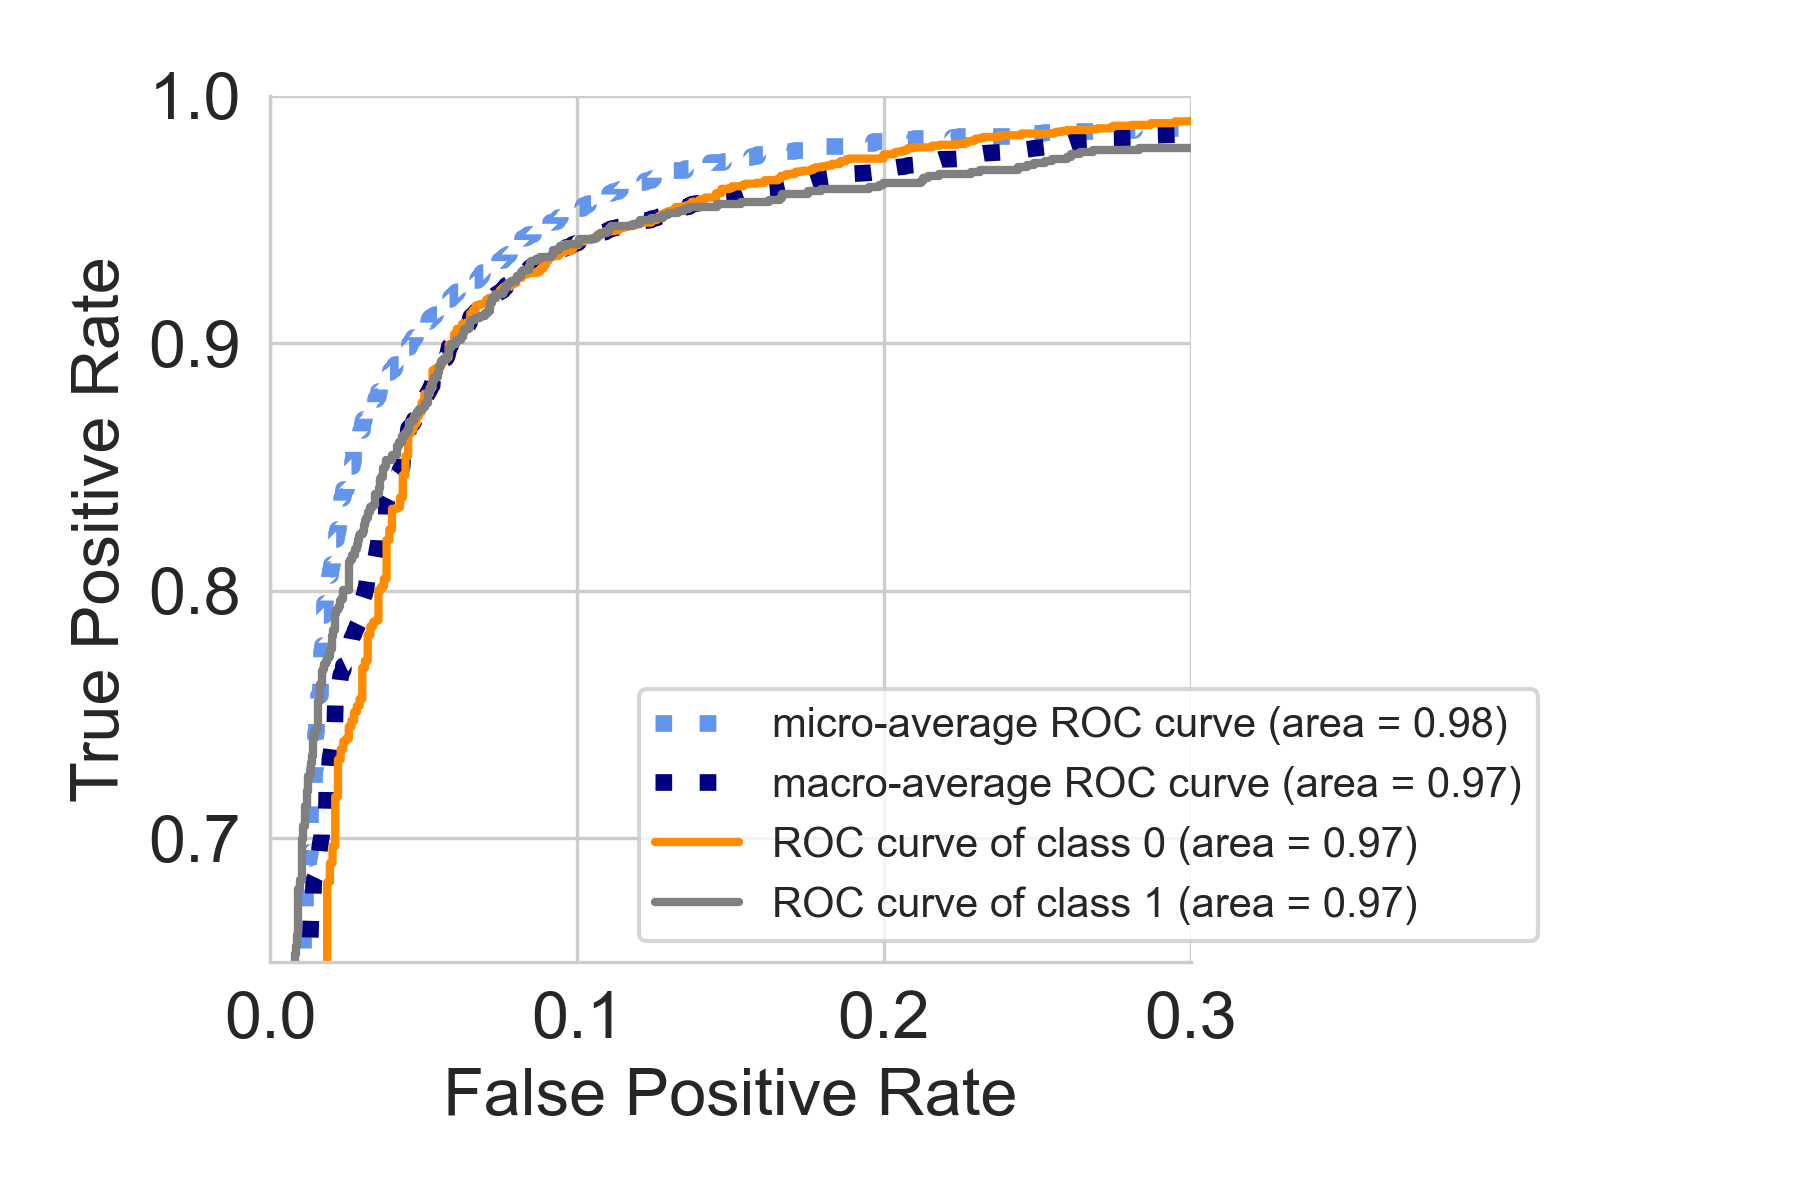 1.0
0.9
0.8
0.7
True Positive Rate
micro-average ROC curve (area = 0.98)
macro-average ROC curve (area = 0.97)
ROC curve of class 0 (area = 0.97)
ROC curve of class 1 (area = 0.97)
0.0 0.1 0.2 0.3
False Positive Rate